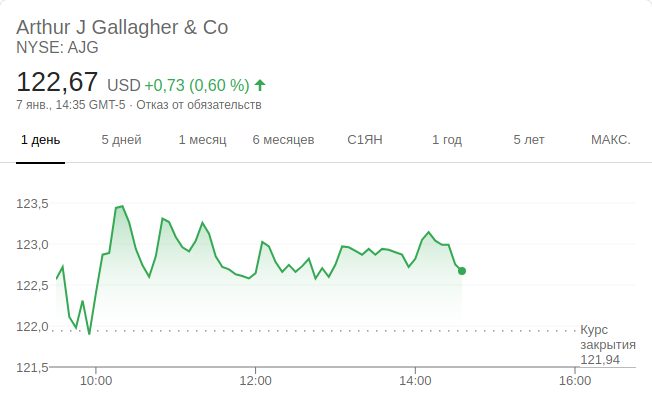 Arthur J Gallagher & Co
NYSE: AJG
122,67 USD +0,73 (0,60 %)
7 янв., 14:35 GMT-5 · Отказ от обязательств
1 день 5 дней 1 месяц 6 месяцев С1ЯН 1 год 5 лет МАКС.
123,5
123,0
122,5
122,0
121,5
Курс
закрытия
121,94
10:00 12:00 14:00 16:00